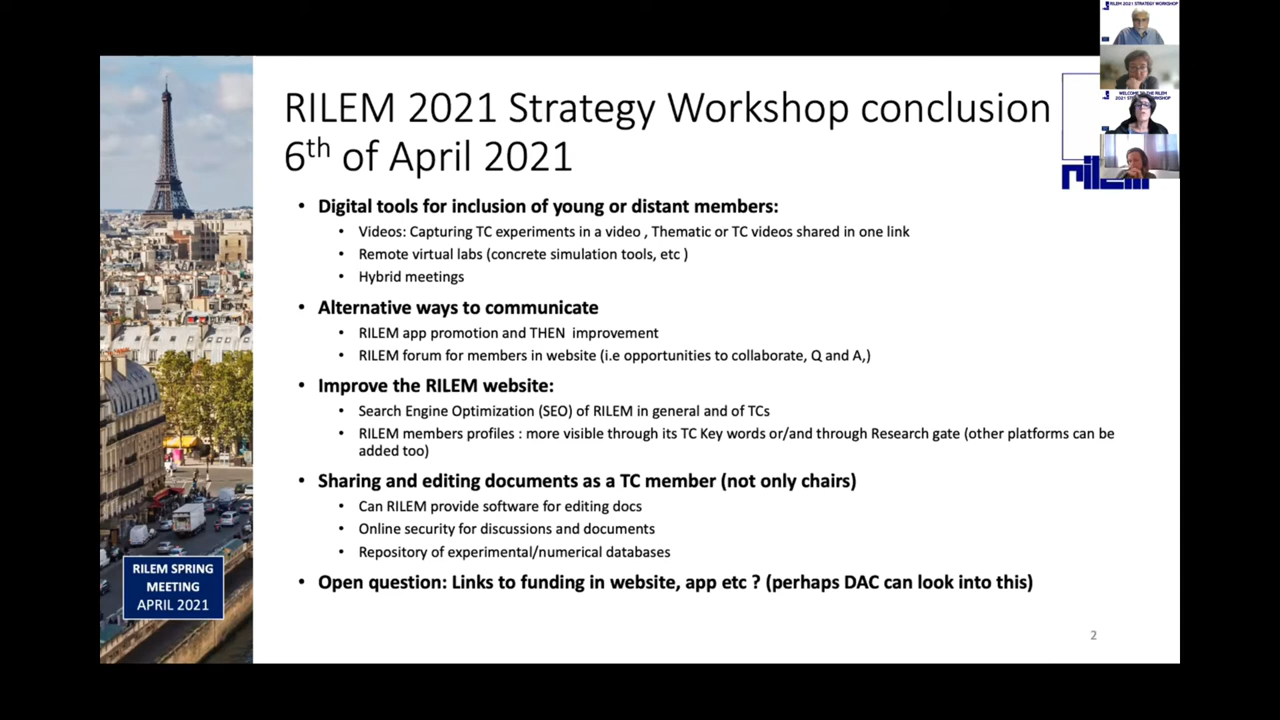 RILEM 2021 STRATEGY WORKSHOP
WELCOME TO THE RILEM
2021 STRATEGY WORKSHOP
rilem
RILEM 2021 Strategy Workshop conclusion
6th of April 2021
• Digital tools for inclusion of young or distant members:
• Videos: Capturing TC experiments in a video , Thematic or TC videos shared in one link
• Remote virtual labs (concrete simulation tools, etc )
• Hybrid meetings
• Alternative ways to communicate
• RILEM app promotion and THEN improvement
• RILEM forum for members in website (i.e opportunities to collaborate, Q and A,)
• Improve the RILEM website:
• Search Engine Optimization (SEO) of RILEM in general and of TCs
• RILEM members profiles : more visible through its TC Key words or/and through Research gate (other platforms can be
added too)
• Sharing and editing documents as a TC member (not only chairs)
• Can RILEM provide software for editing docs
• Online security for discussions and documents
• Repository of experimental/numerical databases
• Open question: Links to funding in website, app etc ? (perhaps DAC can look into this)
RILEM SPRING
MEETING
APRIL 2021
2